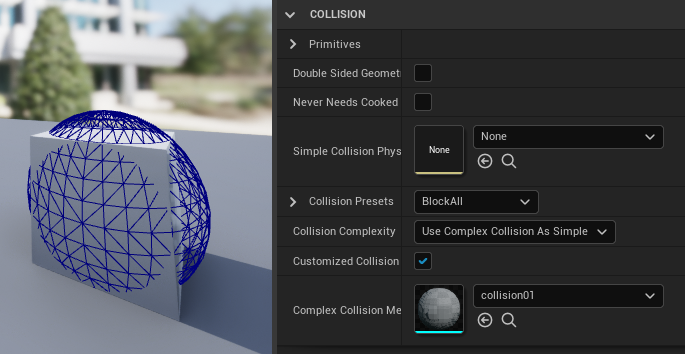 COLLISION
Primitives
Double Sided Geomet
Never Needs Cooked
Simple Collision Phys
None
None
Collision Presets
BlockAll
Collision Complexity
Use Complex Collision As Simple
Customized Collision
Complex Collision Me
collision01